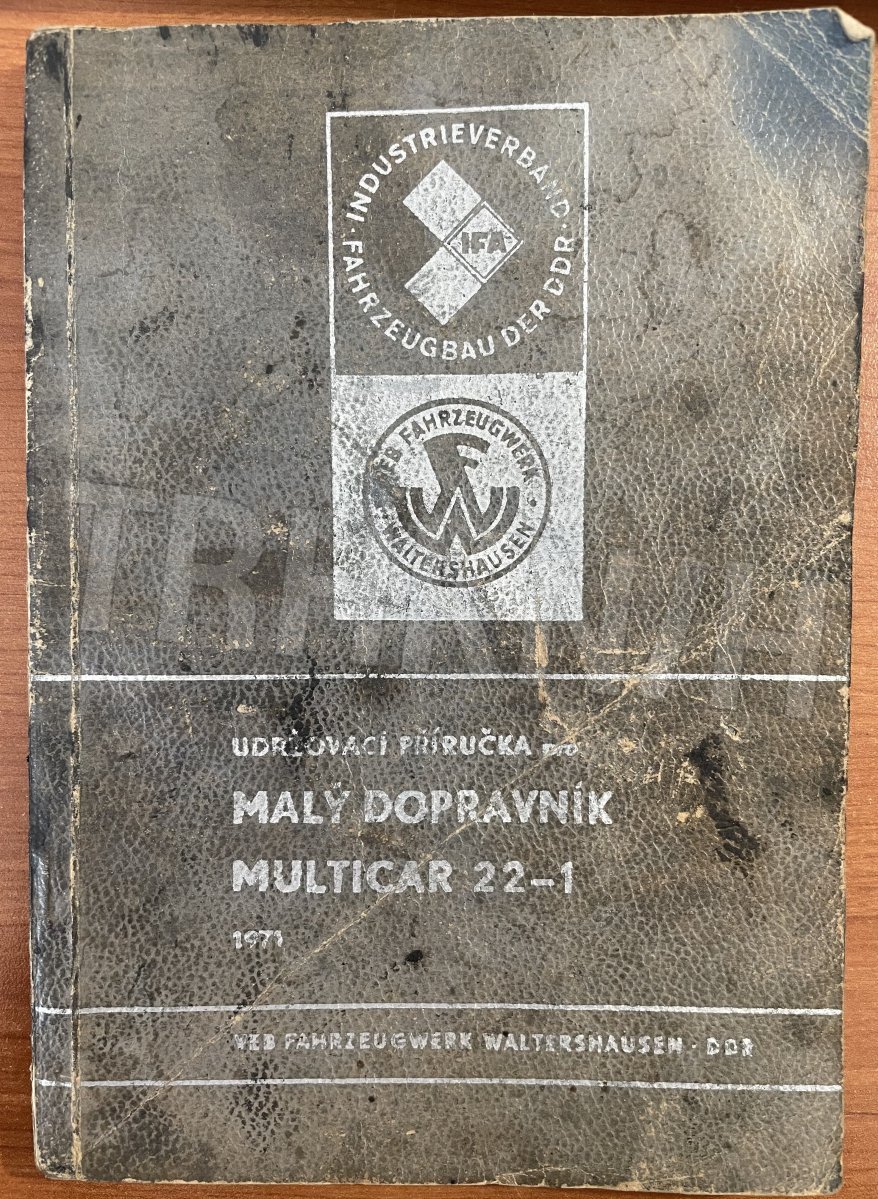 INDUSTRIEVERBAND · FAHRZEUGBAU DER DDR ·
IFA
VEB FAHRZEUGWERK
· WALTERSHAUSEN ·
UDRŽOVACÍ PŘÍRUČKA pro
MALÝ DOPRAVNÍK
MULTICAR 22-1
1971
VEB FAHRZEUGWERK WALTERSHAUSEN · DDR